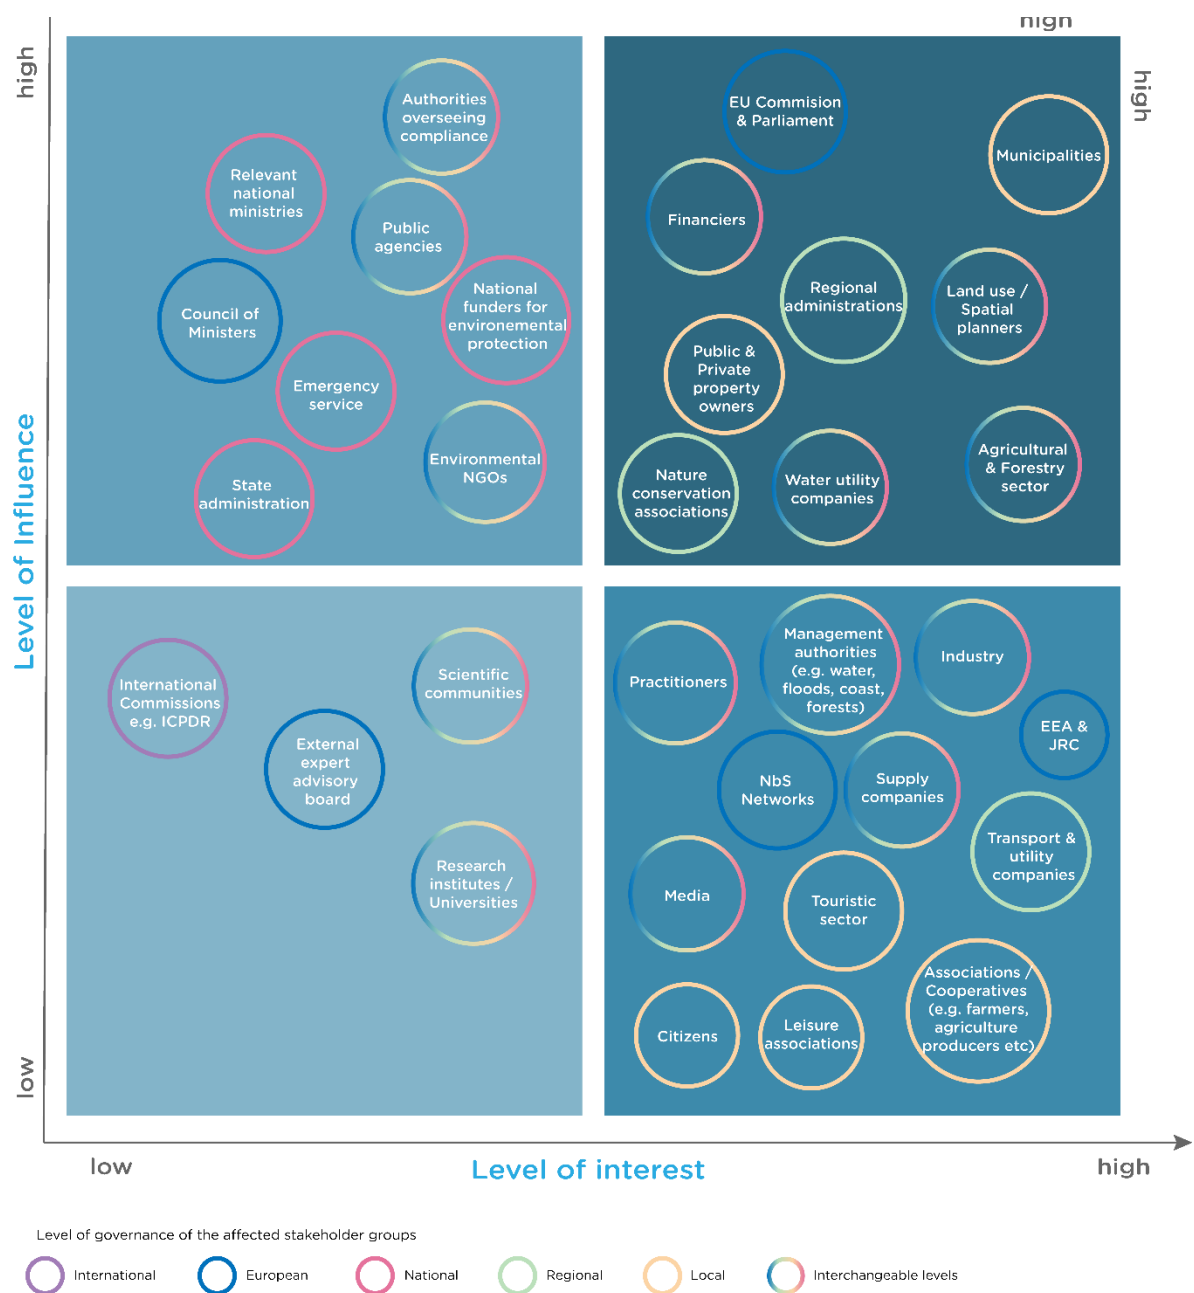 high
high
high
Authorities
overseeing
compliance
Relevant
national
ministries
Public
agencies
Council of
Ministers
National
funders for
environemental
protection
Emergency
service
Environmental
NGOs
State
administration
EU Commision
& Parliament
Municipalities
Financiers
Regional
administrations
Land use /
Spatial
planners
Public &
Private
property
owners
Nature
conservation
associations
Water utility
companies
Agricultural
& Forestry
sector
Level of Influence
International
Commissions
e.g. ICPDR
Scientific
communities
External
expert
advisory
board
Research
institutes /
Universities
Practitioners
Management
authorities
(e.g. water,
floods, coast,
forests)
Industry
EEA &
JRC
NbS
Networks
Supply
companies
Transport &
utility
companies
Media
Touristic
sector
Associations /
Cooperatives
(e.g. farmers,
agriculture
producers etc)
Citizens
Leisure
associations
low
low
Level of interest
high
Level of governance of the affected stakeholder groups
International
European
National
Regional
Local
Interchangeable levels